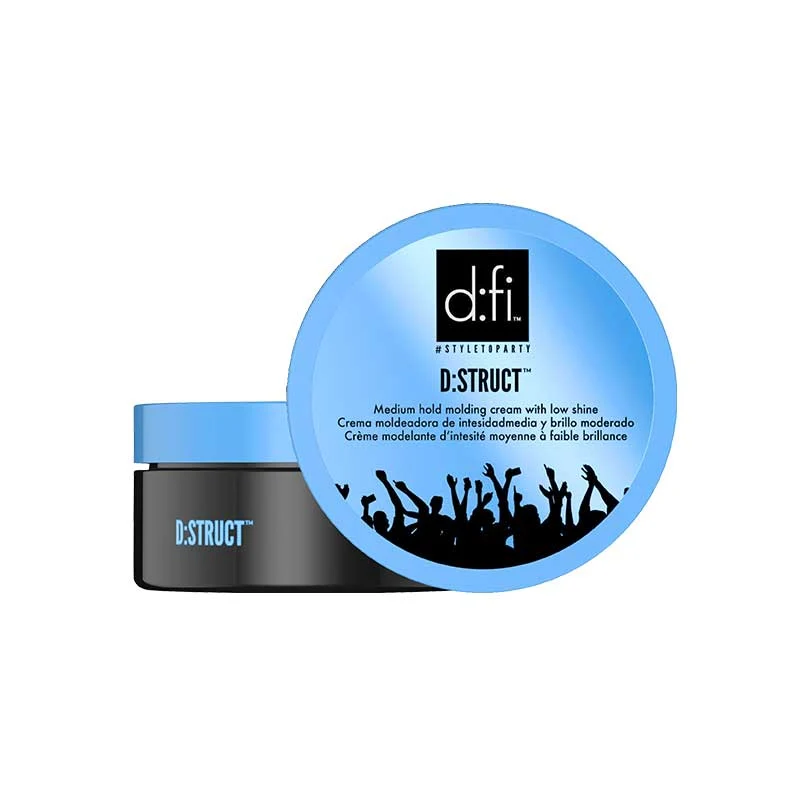 d:fi™
#STYLETOPARTY
D:STRUCT™
Medium hold molding cream with low shine
Crema moldeadora de intesidadmedia y brillo moderado
Crème modelante d'intesité moyenne à faible brillance
D:STRUCT™